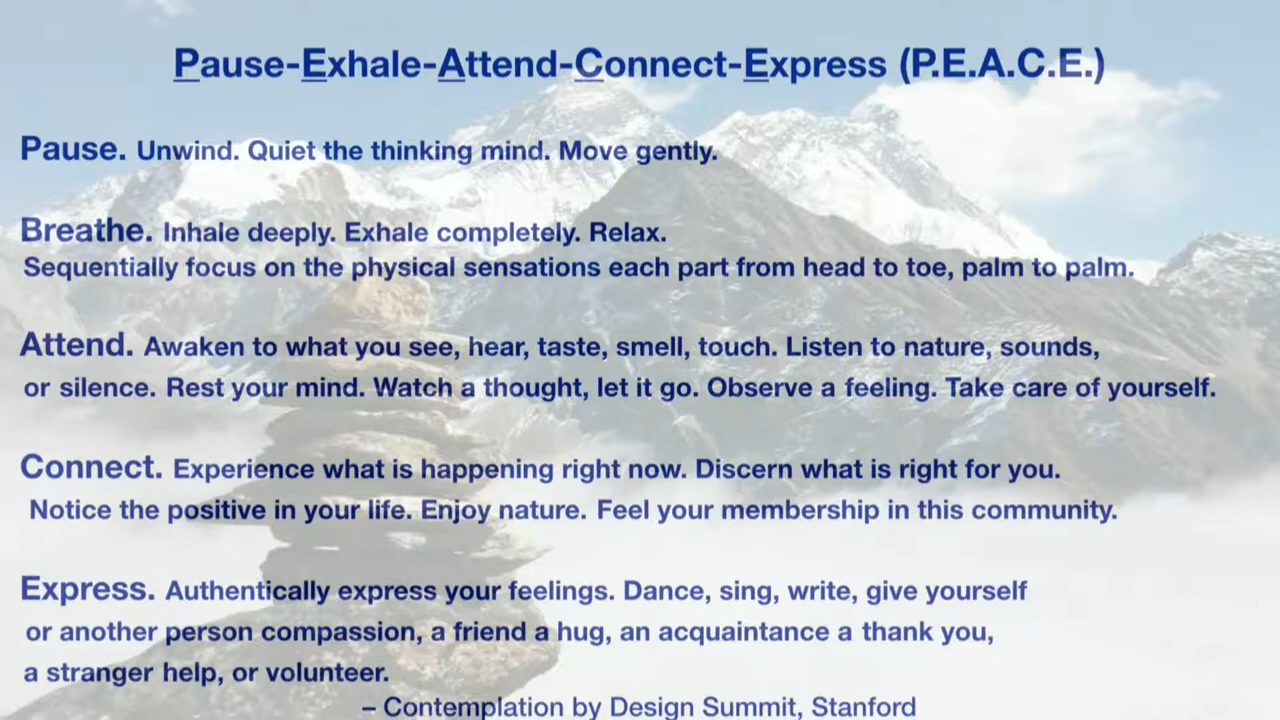 Pause-Exhale-Attend-Connect-Express (P.E.A.C.E.)
Pause. Unwind. Quiet the thinking mind. Move gently.
Breathe. Inhale deeply. Exhale completely. Relax.
Sequentially focus on the physical sensations each part from head to toe, palm to palm.
Attend. Awaken to what you see, hear, taste, smell, touch. Listen to nature, sounds,
or silence. Rest your mind. Watch a thought, let it go. Observe a feeling. Take care of yourself.
Connect. Experience what is happening right now. Discern what is right for you.
Notice the positive in your life. Enjoy nature. Feel your membership in this community.
Express. Authentically express your feelings. Dance, sing, write, give yourself
or another person compassion, a friend a hug, an acquaintance a thank you,
a stranger help, or volunteer.
– Contemplation by Design Summit, Stanford